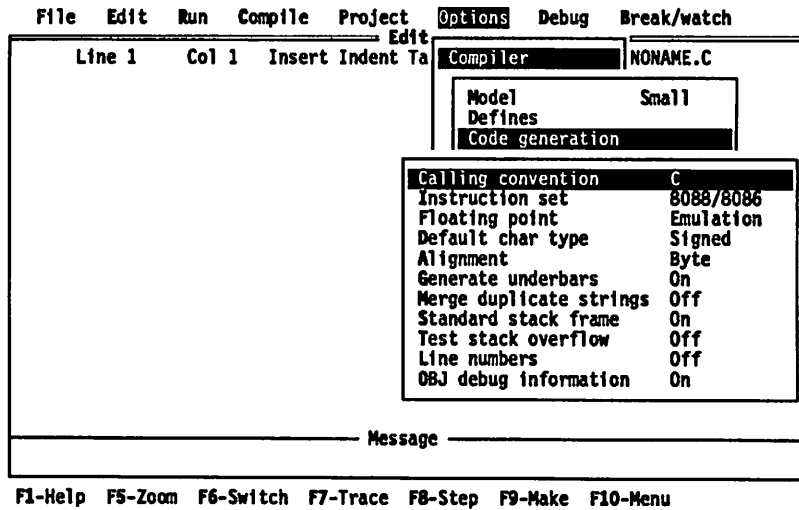 File Edit Run Compile Project Options Debug Break/watch
Edit
Line 1 Col 1 Insert Indent Ta Compiler NONAME.C
Model Small
Defines
Code generation
Calling convention C
Instruction set 8088/8086
Floating point Emulation
Default char type Signed
Alignment Byte
Generate underbars On
Merge duplicate strings Off
Standard stack frame On
Test stack overflow Off
Line numbers Off
OBJ debug information On
Message
F1-Help F5-Zoom F6-Switch F7-Trace F8-Step F9-Make F10-Menu